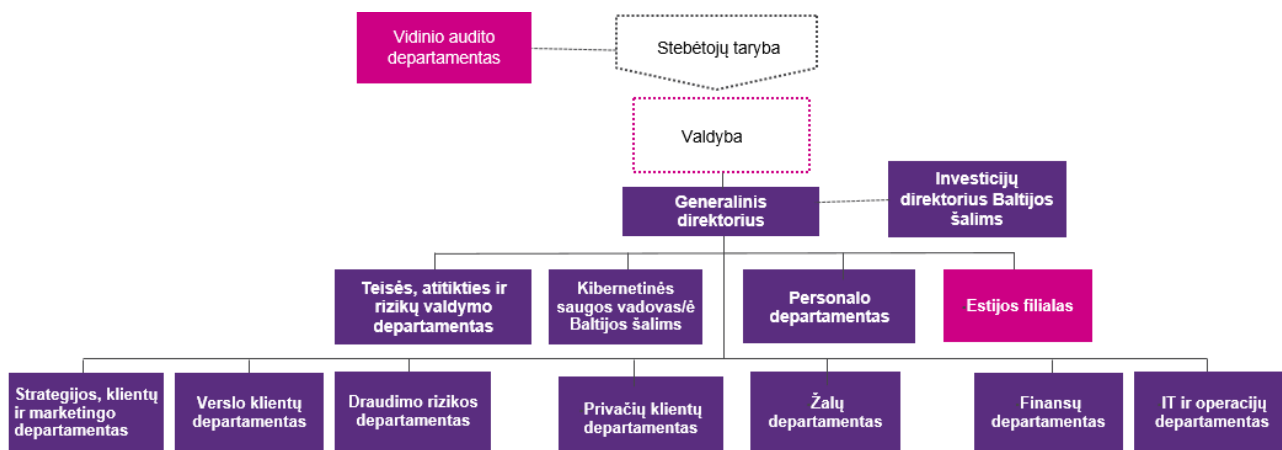 Vidinio audito
departamentas
Stebėtojų taryba
Valdyba
Generalinis
direktorius
Investicijų
direktorius Baltijos
šalims
Teisės, atitikties ir
rizikų valdymo
departamentas
Kibernetinės
saugos vadovas/ė
Baltijos šalims
Personalo
departamentas
Estijos filialas
Strategijos, klientų
ir marketingo
departamentas
Verslo klientų
departamentas
Draudimo rizikos
departamentas
Privačių klientų
departamentas
Žalų
departamentas
Finansų
departamentas
IT ir operacijų
departamentas